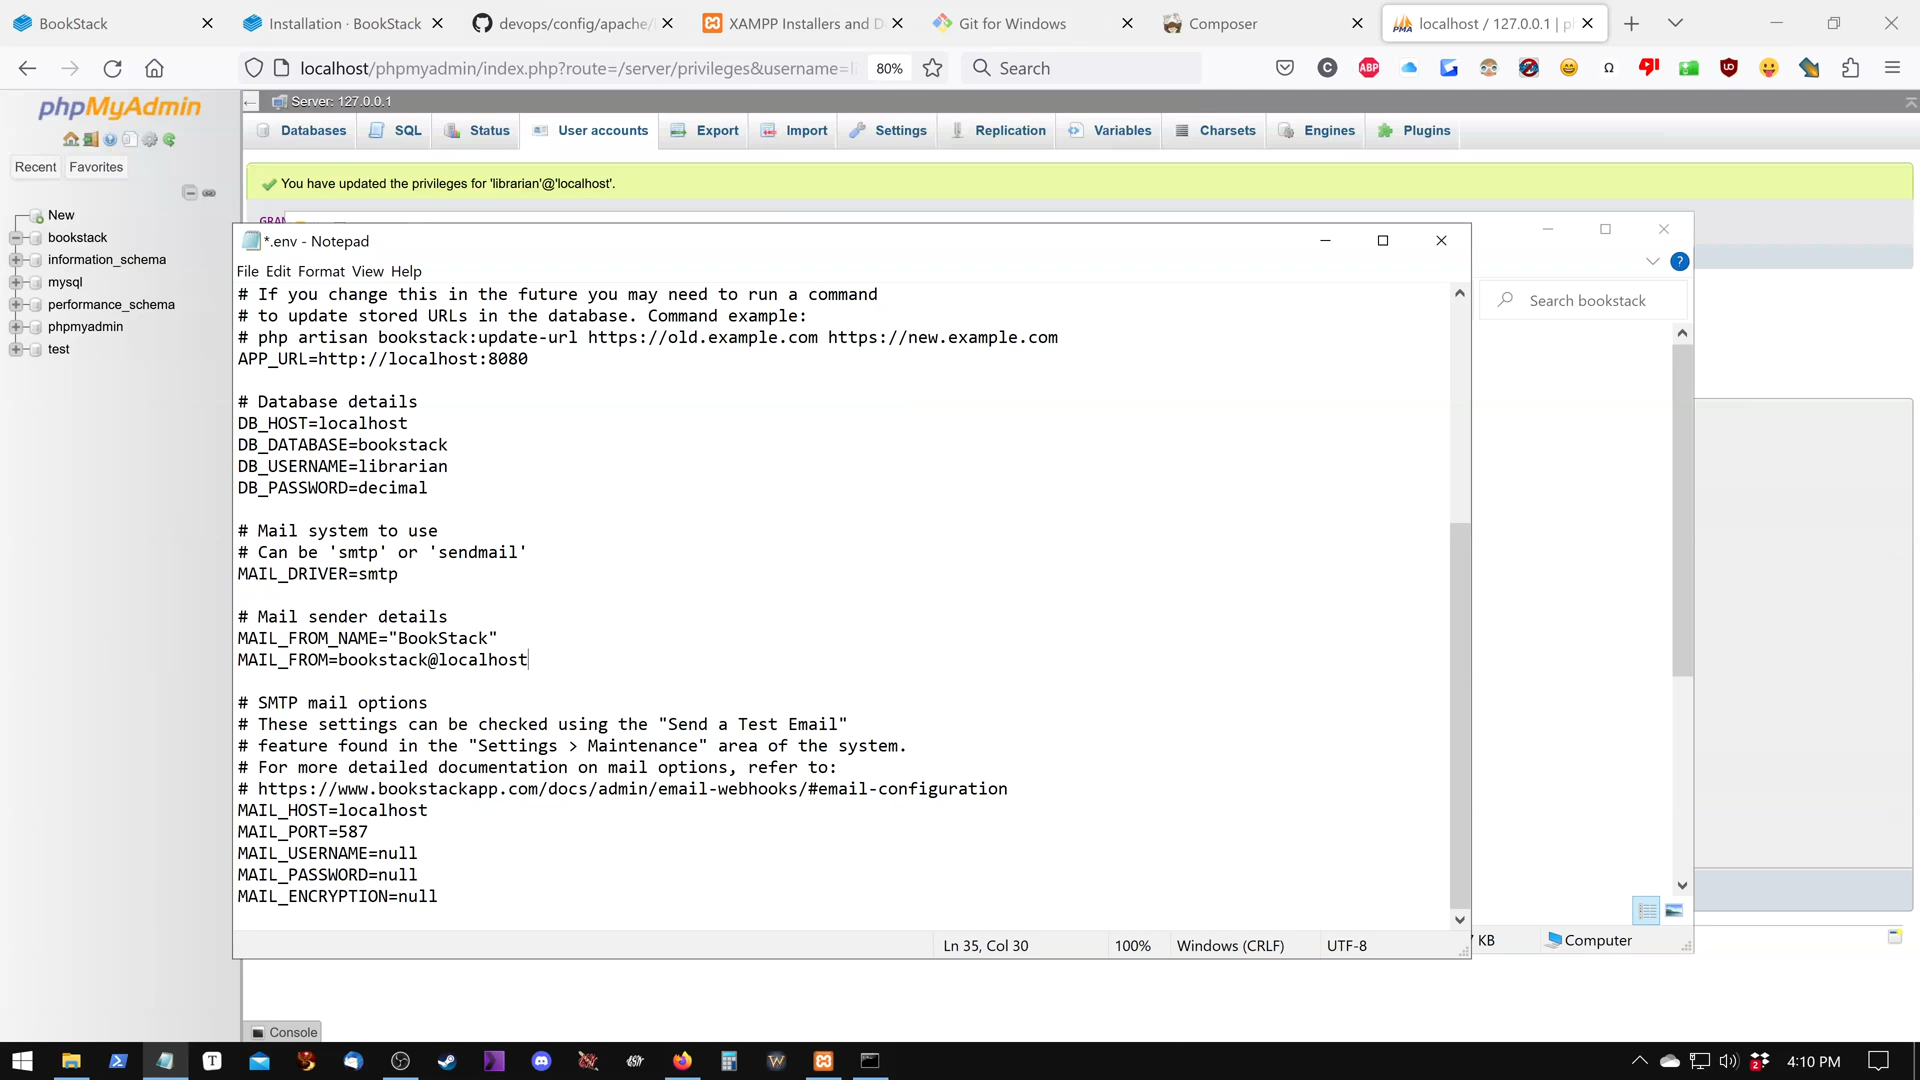 BookStack
Installation · BookStack
devops/config/apache/
XAMPP Installers and D
Git for Windows
Composer
localhost / 127.0.0.1 | p
localhost/phpmyadmin/index.php?route=/server/privileges&username=l
80%
Search
phpMyAdmin
Server: 127.0.0.1
Databases
SQL
Status
User accounts
Export
Import
Settings
Replication
Variables
Charsets
Engines
Plugins
Recent
Favorites
You have updated the privileges for 'librarian'@'localhost'.
New
bookstack
information_schema
mysql
performance_schema
phpmyadmin
test
*.env - Notepad
File Edit Format View Help
# If you change this in the future you may need to run a command
# to update stored URLs in the database. Command example:
# php artisan bookstack:update-url https://old.example.com https://new.example.com
APP_URL=http://localhost:8080
# Database details
DB_HOST=localhost
DB_DATABASE=bookstack
DB_USERNAME=librarian
DB_PASSWORD=decimal
# Mail system to use
# Can be 'smtp' or 'sendmail'
MAIL_DRIVER=smtp
# Mail sender details
MAIL_FROM_NAME="BookStack"
MAIL_FROM=bookstack@localhost
# SMTP mail options
# These settings can be checked using the "Send a Test Email"
# feature found in the "Settings > Maintenance" area of the system.
# For more detailed documentation on mail options, refer to:
# https://www.bookstackapp.com/docs/admin/email-webhooks/#email-configuration
MAIL_HOST=localhost
MAIL_PORT=587
MAIL_USERNAME=null
MAIL_PASSWORD=null
MAIL_ENCRYPTION=null
Ln 35, Col 30
100%
Windows (CRLF)
UTF-8
Search bookstack
KB
Computer
Console
4:10 PM